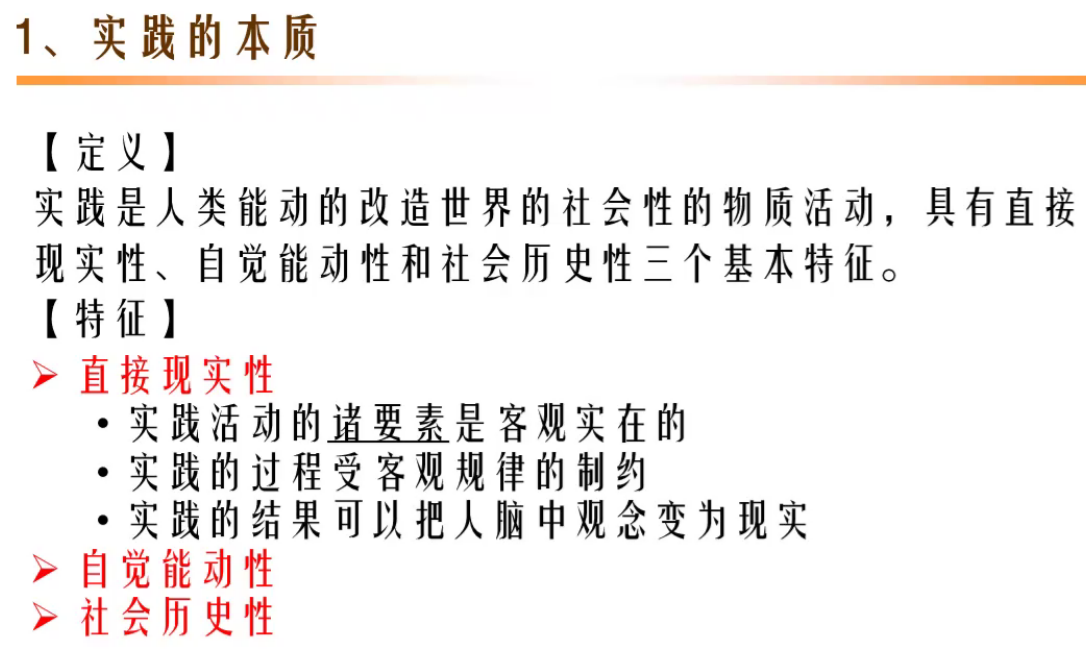 1、实践的本质
【定义】
实践是人类能动的改造世界的社会性的物质活动，具有直接
现实性、自觉能动性和社会历史性三个基本特征。
【特征】
➢ 直接现实性
• 实践活动的诸要素是客观实在的
• 实践的过程受客观规律的制约
• 实践的结果可以把人脑中观念变为现实
➢ 自觉能动性
➢ 社会历史性